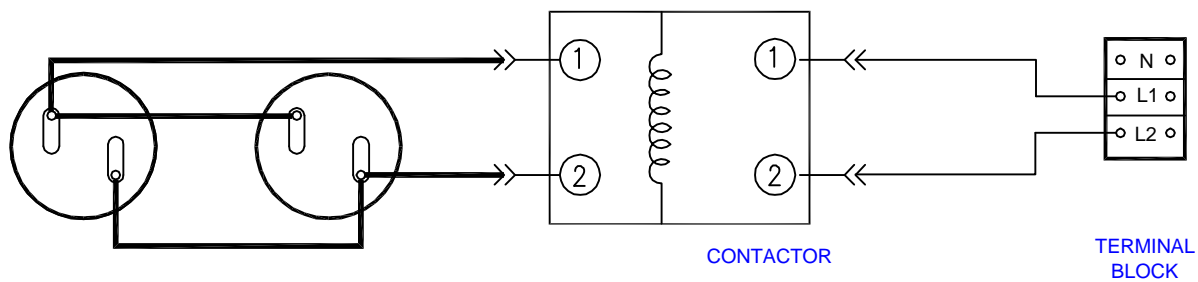 1
1
N
L1
L2
2
2
CONTACTOR
TERMINAL
BLOCK